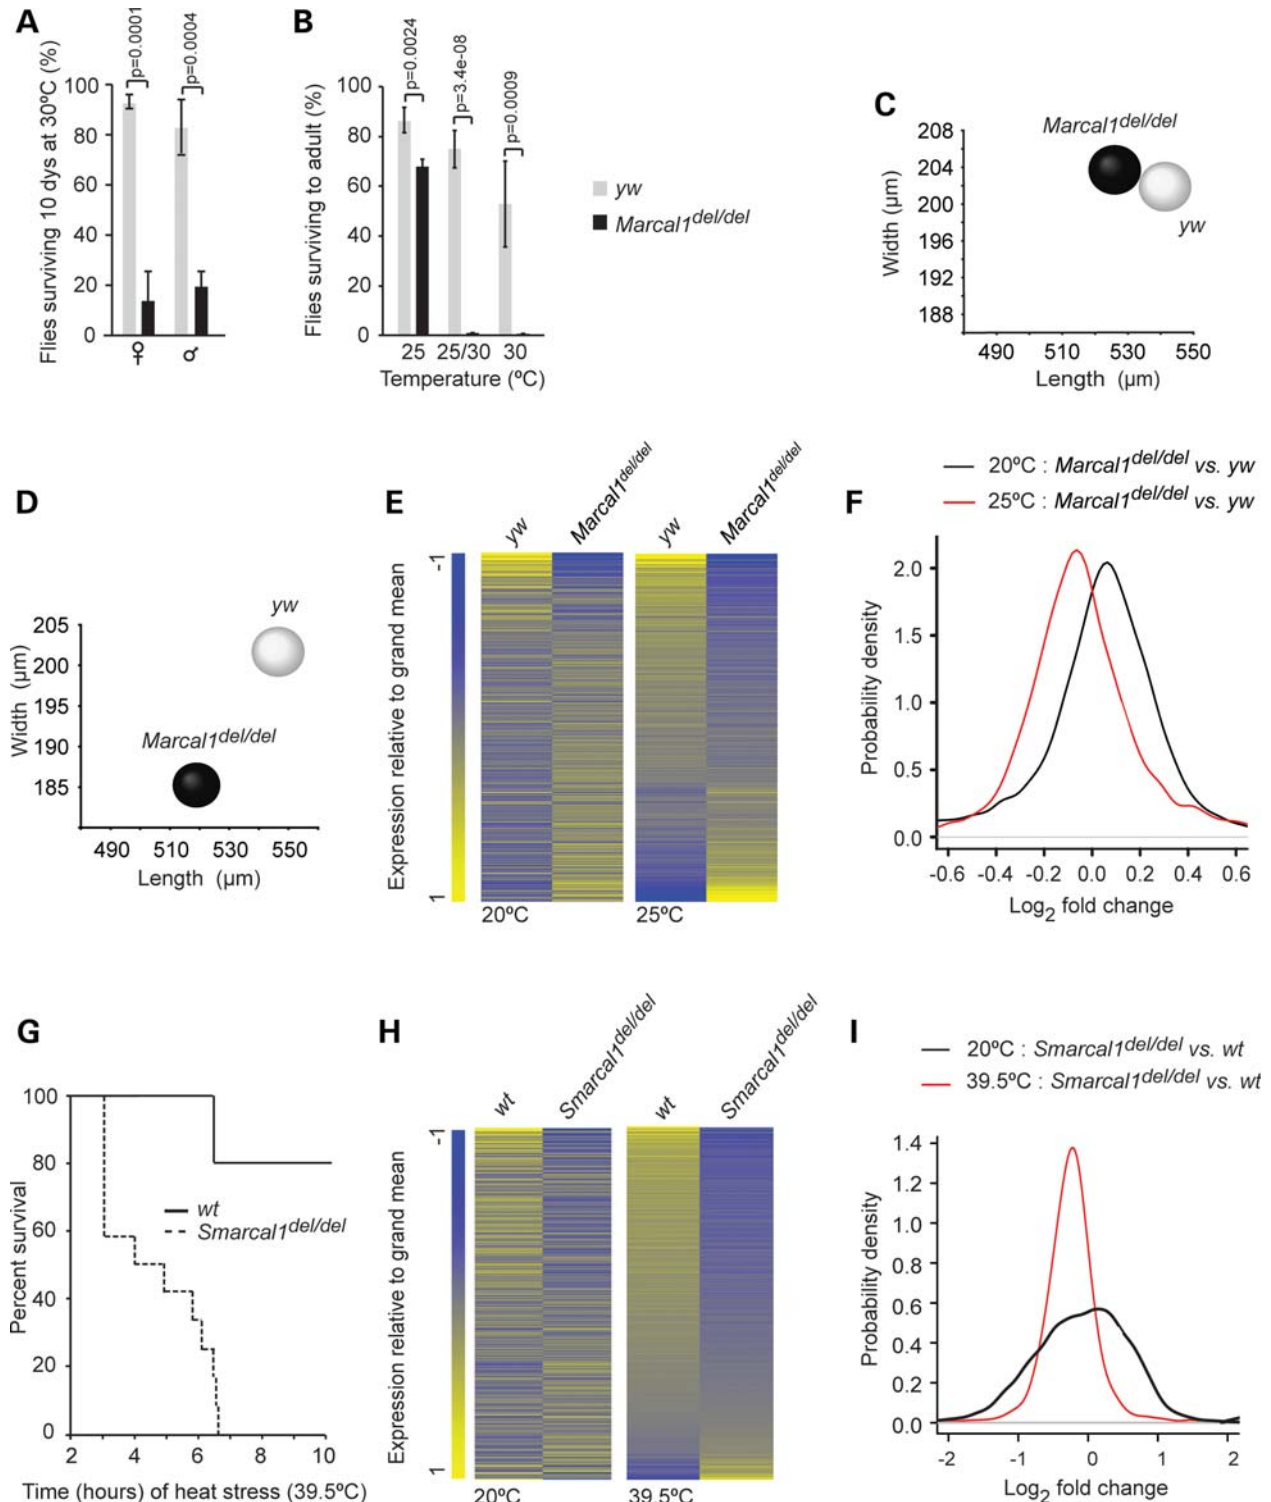 A
Flies surviving 10 dys at 30ºC (%)
p=0.0001
p=0.0004
100
80
60
40
20
0
♀
♂
B
Flies surviving to adult (%)
p=0.0024
p=3.4e-08
p=0.0009
100
80
60
40
20
0
25
25/30
30
Temperature (ºC)
yw
Marcal1del/del
C
Width (µm)
208
204
200
196
192
188
Marcal1del/del
yw
490
510
530
550
Length (µm)
D
Width (µm)
205
200
195
190
185
yw
Marcal1del/del
490
510
530
550
Length (µm)
E
Expression relative to grand mean
-1
1
yw
Marcal1del/del
yw
Marcal1del/del
20ºC
25ºC
20ºC : Marcal1del/del vs. yw
25ºC : Marcal1del/del vs. yw
F
Probability density
2.0
1.5
1.0
0.5
0.0
-0.6
-0.4
-0.2
0.0
0.2
0.4
0.6
Log2 fold change
G
Percent survival
100
80
60
40
20
0
wt
Smarcal1del/del
2
4
6
8
10
Time (hours) of heat stress (39.5ºC)
H
Expression relative to grand mean
-1
1
wt
Smarcal1del/del
wt
Smarcal1del/del
20ºC
39.5ºC
I
20ºC : Smarcal1del/del vs. wt
39.5ºC : Smarcal1del/del vs. wt
Probability density
1.4
1.2
1.0
0.8
0.6
0.4
0.2
0.0
-2
-1
0
1
2
Log2 fold change